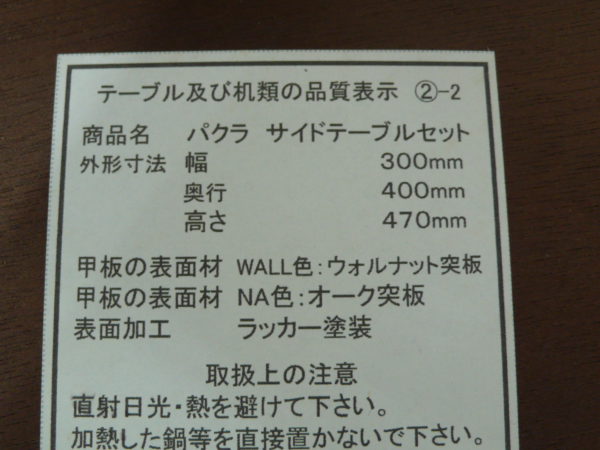 テーブル及び机類の品質表示 ②-2
商品名 パクラ サイドテーブルセット
外形寸法 幅 300mm
奥行 400mm
高さ 470mm
甲板の表面材 WALL色:ウォルナット突板
甲板の表面材 NA色:オーク突板
表面加工 ラッカー塗装
取扱上の注意
直射日光・熱を避けて下さい。
加熱した鍋等を直接置かないで下さい。